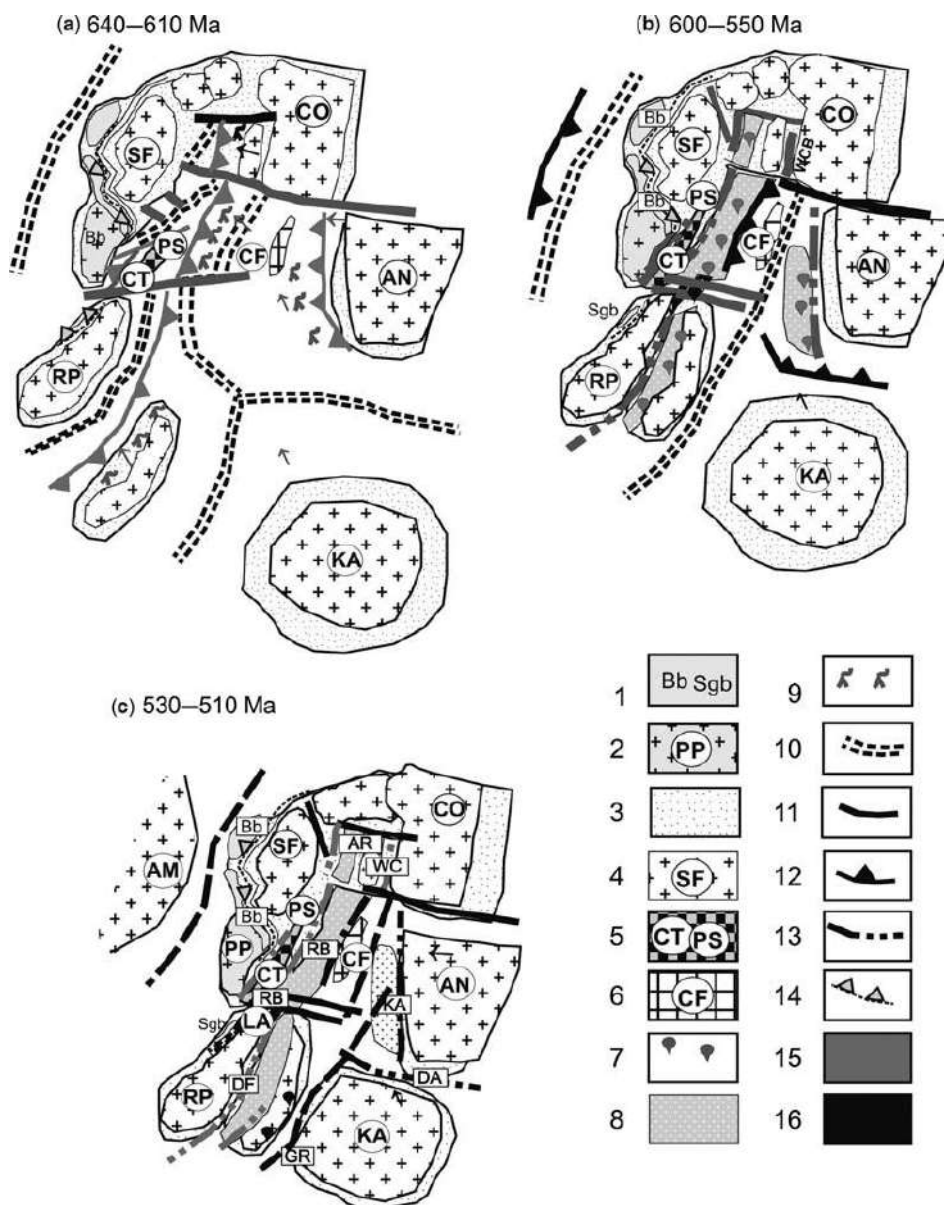 (a) 640–610 Ma
CO
SF
Bb
PS
CF
CT
AN
RP
KA
(b) 600–550 Ma
Bb
SF
CO
WCB
Bb
PS
CF
CT
AN
Sgb
RP
KA
(c) 530–510 Ma
Bb
SF
CO
AR
WC
AM
PS
Bb
PP
RB
CF
CT
AN
RB
KA
Sgb
LA
DF
DA
RP
KA
GR
1 Bb Sgb
2 PP
3
4 SF
5 CT PS
6 CF
7
8
9
10
11
12
13
14
15
16